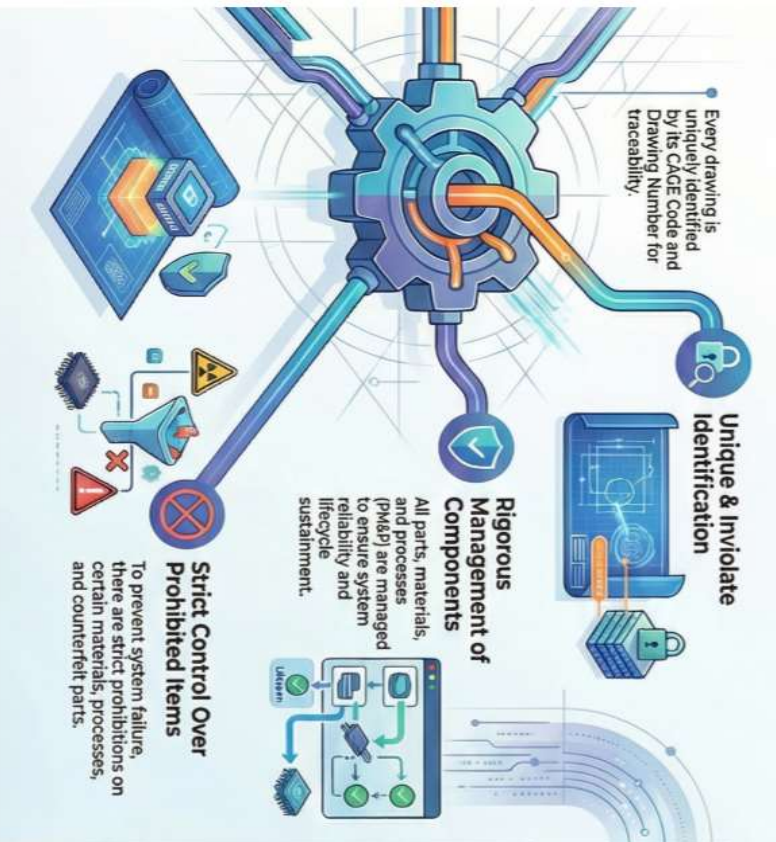 Unique & Inviolate
Identification
Every drawing is
uniquely identified
by its CAGE Code and
Drawing Number for
traceability.
Rigorous
Management of
Components
All parts, materials,
and processes
(PM&P) are managed
to ensure system
reliability and
lifecycle
sustainment.
Strict Control Over
Prohibited Items
To prevent system failure,
there are strict prohibitions on
certain materials, processes,
and counterfelt parts.